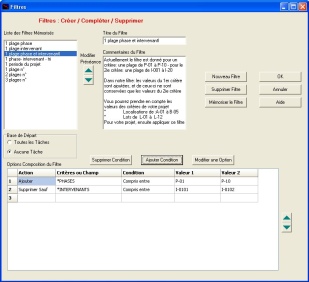 Filtres
Filtres : Créer / Complèter / Supprimer
Liste des Filtres Mémorisés
Titre du Filtre
1 plage phase
1 plage intervenant
1 plage phase et intervenant
1 phase- intervenant - tri
1 periode du projet
1 plage n°
2 plages n°
3 plages n°
Modifier
Préséance
1 plage phase et intervenant
Commentaires du Filtre
Actuellement le filtre est donné pour un
critère: une plage de P-01 à P-10 - pour le
2ie critère: une plage de I-001 à I-20
Dans notre filtre, les valeurs du 1er critère
sont ajoutées, et de ceux-ci ne sont
conservées que les valeurs du 2e critère
Vous pouvez prendre en compte les
valeurs des critères de votre projet
* Localisations de A-01 à B-05
* Lots de L-01 à L-12
Pour votre projet, ensuite appliquer ce filtre
Nouveau Filtre
OK
Supprimer Filtre
Annuler
Mémoriser le Filtre
Aide
Base de Départ
Toutes les Tâches
Aucune Tâche
Supprimer Condition
Ajouter Condition
Modifier une Option
Options Composition du Filtre
Action Critères ou Champ Condition Valeur 1 Valeur 2
1 Ajouter *PHASES Compris entre P-01 P-10
2 Supprimer Sauf *INTERVENANTS Compris entre I-0101 I-0102
3